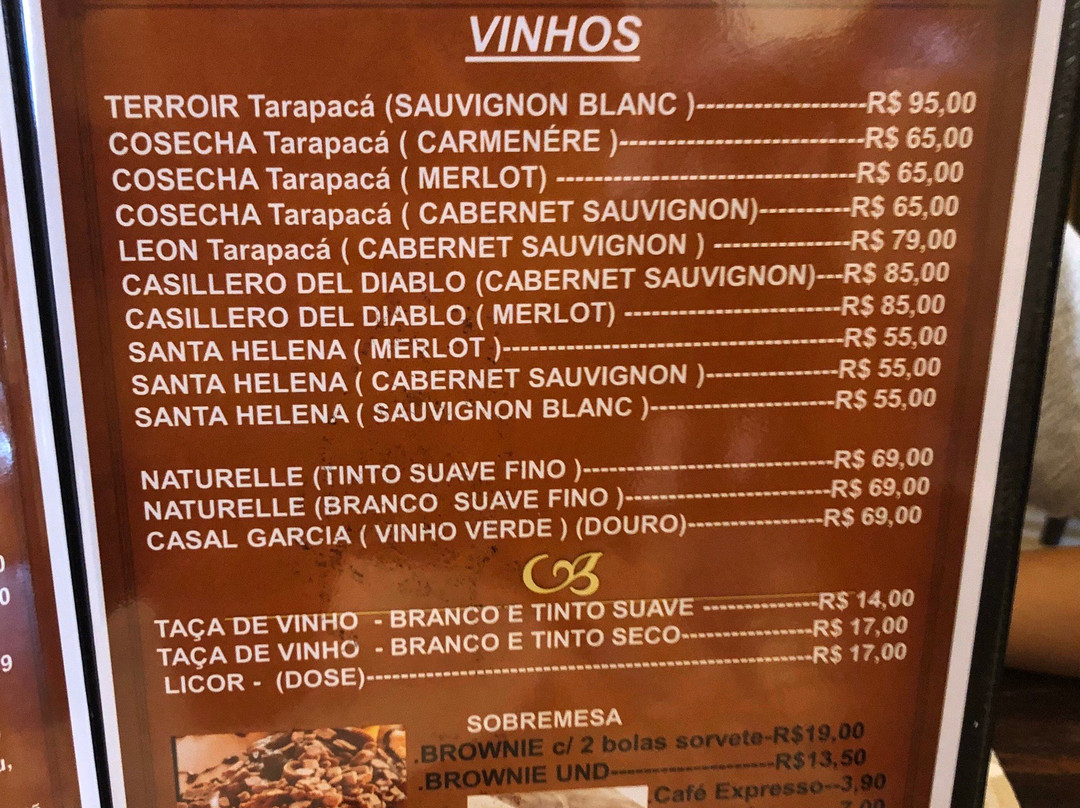 VINHOS
TERROIR Tarapacá (SAUVIGNON BLANC )------------------R$ 95,00
COSECHA Tarapacá ( CARMENÉRE )--------------------------R$ 65,00
COSECHA Tarapacá ( MERLOT) --------------------------------R$ 65,00
COSECHA Tarapacá ( CABERNET SAUVIGNON)----------R$ 65,00
LEON Tarapacá ( CABERNET SAUVIGNON ) ---------------R$ 79,00
CASILLERO DEL DIABLO (CABERNET SAUVIGNON)---R$ 85,00
CASILLERO DEL DIABLO ( MERLOT) ------------------------R$ 85,00
SANTA HELENA ( MERLOT )--------------------------------------R$ 55,00
SANTA HELENA ( CABERNET SAUVIGNON )---------------R$ 55,00
SANTA HELENA ( SAUVIGNON BLANC )---------------------R$ 55,00
NATURELLE (TINTO SUAVE FINO )-----------------------------R$ 69,00
NATURELLE (BRANCO SUAVE FINO )------------------------R$ 69,00
CASAL GARCIA ( VINHO VERDE ) (DOURO)----------------R$ 69,00
TAÇA DE VINHO - BRANCO E TINTO SUAVE --------------R$ 14,00
TAÇA DE VINHO - BRANCO E TINTO SECO----------------R$ 17,00
LICOR - (DOSE)------------------------------------------------------R$ 17,00
SOBREMESA
.BROWNIE c/ 2 bolas sorvete-R$19,00
.BROWNIE UND--------------------R$13,50
.Café Expresso--3,90